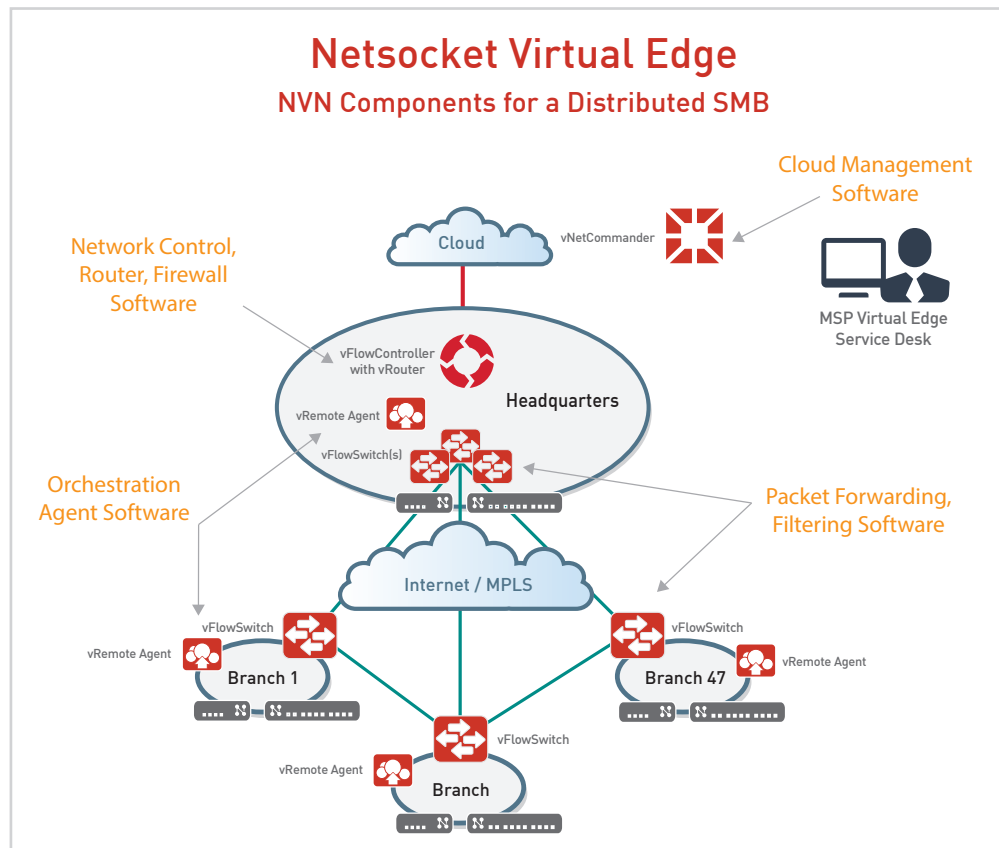 Netsocket Virtual Edge
NVN Components for a Distributed SMB
Cloud Management
Software
Cloud
vNetCommander
Network Control,
Router, Firewall
Software
MSP Virtual Edge
Service Desk
vFlowController
with vRouter
Headquarters
vRemote Agent
vFlowSwitch(s)
Orchestration
Agent Software
Packet Forwarding,
Filtering Software
Internet / MPLS
vFlowSwitch
vRemote Agent
Branch 1
vFlowSwitch
vRemote Agent
Branch 47
vFlowSwitch
vRemote Agent
Branch